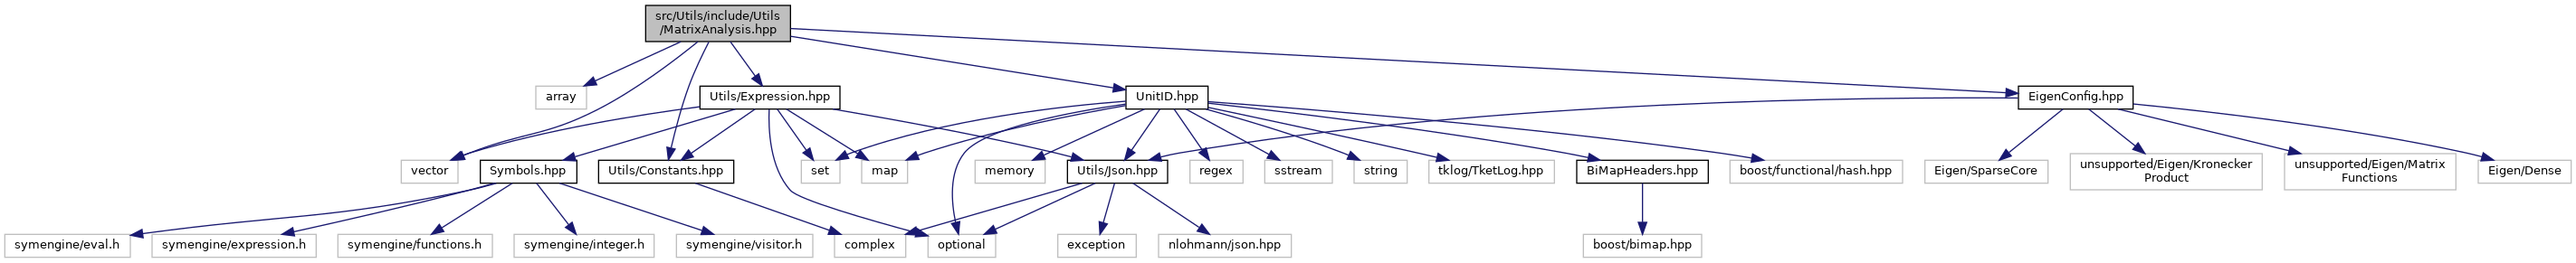 src/Utils/include/Utils
/MatrixAnalysis.hpp
array
Utils/Expression.hpp
UnitID.hpp
EigenConfig.hpp
vector
Symbols.hpp
Utils/Constants.hpp
set
map
memory
Utils/Json.hpp
regex
sstream
string
tklog/TketLog.hpp
BiMapHeaders.hpp
boost/functional/hash.hpp
Eigen/SparseCore
unsupported/Eigen/Kronecker
Product
unsupported/Eigen/Matrix
Functions
Eigen/Dense
symengine/eval.h
symengine/expression.h
symengine/functions.h
symengine/integer.h
symengine/visitor.h
complex
optional
exception
nlohmann/json.hpp
boost/bimap.hpp